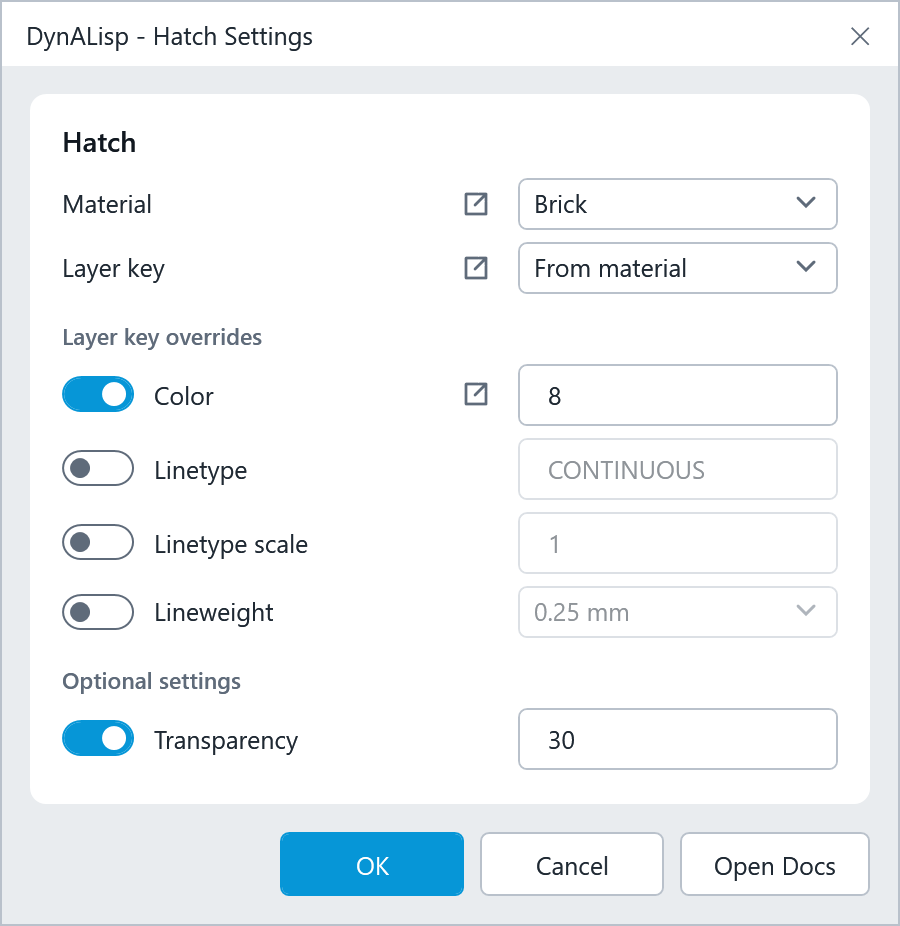 DynALisp - Hatch Settings
Hatch
Material
Brick
Layer key
From material
Layer key overrides
Color
8
Linetype
CONTINUOUS
Linetype scale
1
Lineweight
0.25 mm
Optional settings
Transparency
30
OK
Cancel
Open Docs